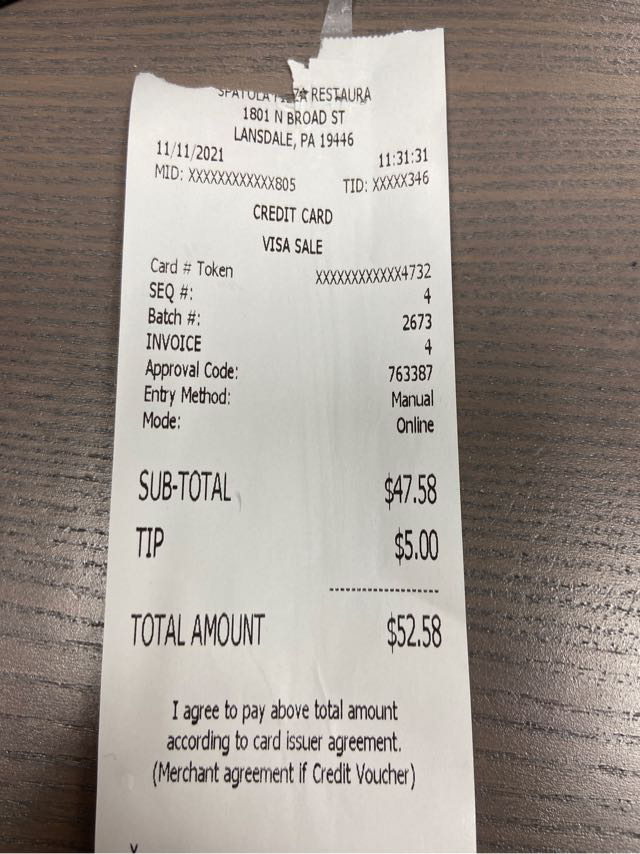 SPATULA PIZZA RESTAURA
1801 N BROAD ST
LANSDALE, PA 19446
11/11/2021 11:31:31
MID: XXXXXXXXXXXX805 TID: XXXXX346
CREDIT CARD
VISA SALE
Card # Token XXXXXXXXXXXX4732
SEQ #: 4
Batch #: 2673
INVOICE 4
Approval Code: 763387
Entry Method: Manual
Mode: Online
SUB-TOTAL $47.58
TIP $5.00
TOTAL AMOUNT $52.58
I agree to pay above total amount
according to card issuer agreement.
(Merchant agreement if Credit Voucher)